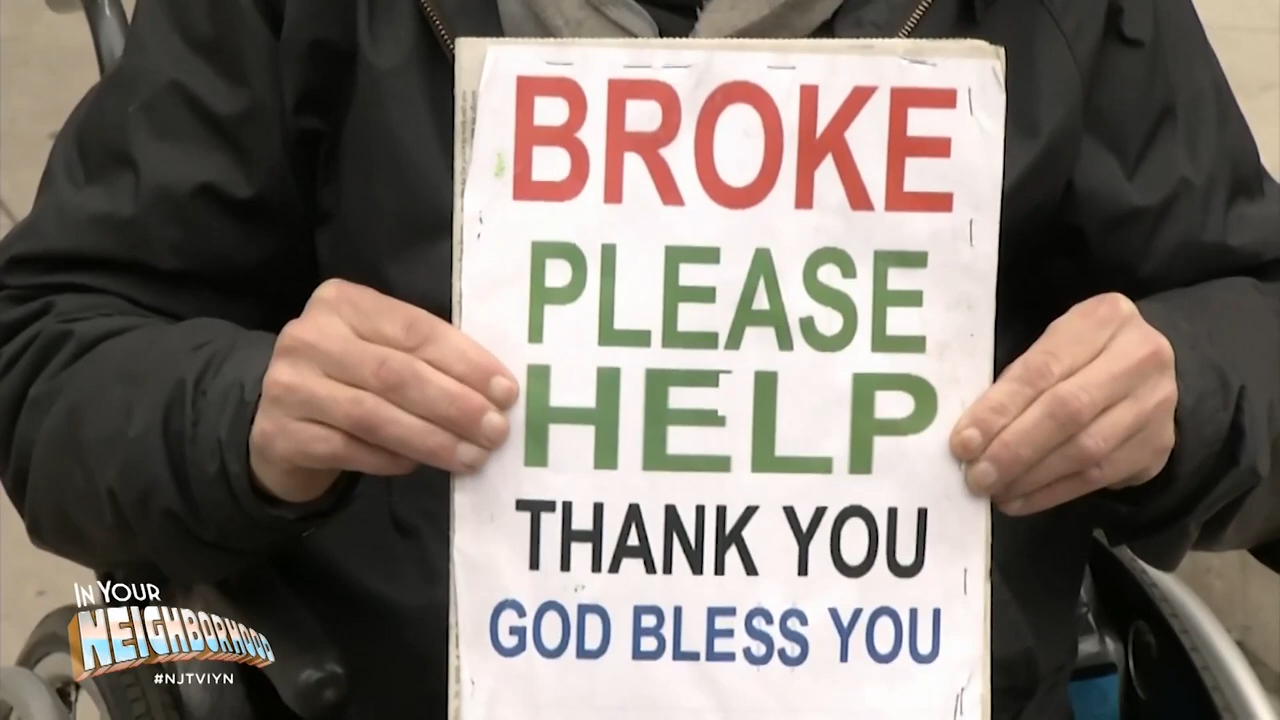 BROKE
PLEASE
HELP
THANK YOU
GOD BLESS YOU
IN YOUR
NEIGHBORHOOD
#NJTVIYN